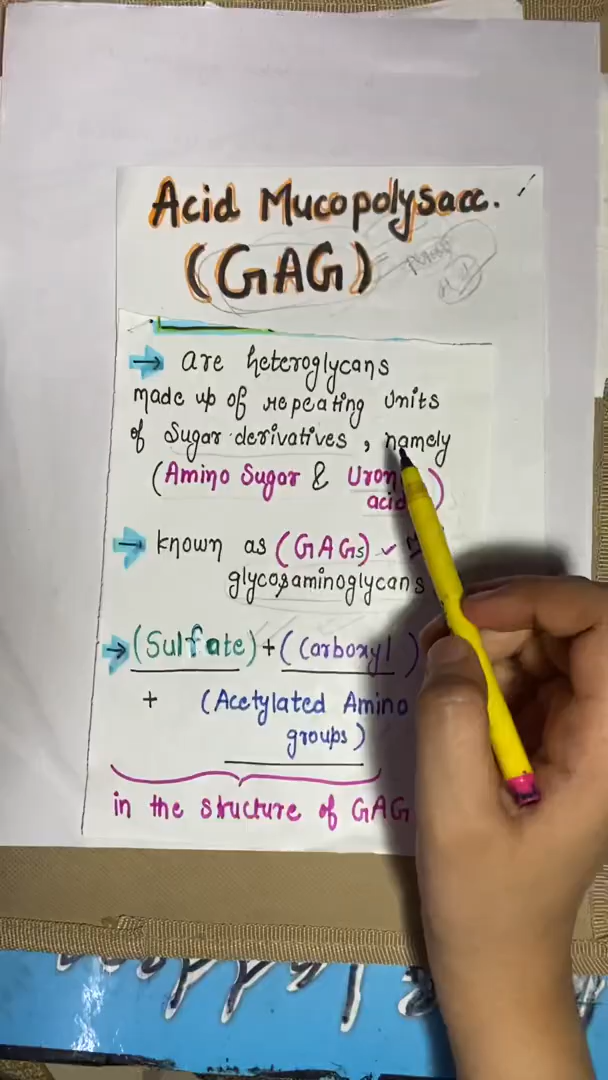 Acid Mucopolysacc.
(GAG)
→ are heteroglycans
made up of repeating units
of Sugar derivatives, namely
(Amino Sugar &
acid)
→ known as (GAGs) ✓
glycosaminoglycans
→ (Sulfate) + (Carboxyl)
+ (Acetylated Amino
groups)
in the structure of GAG